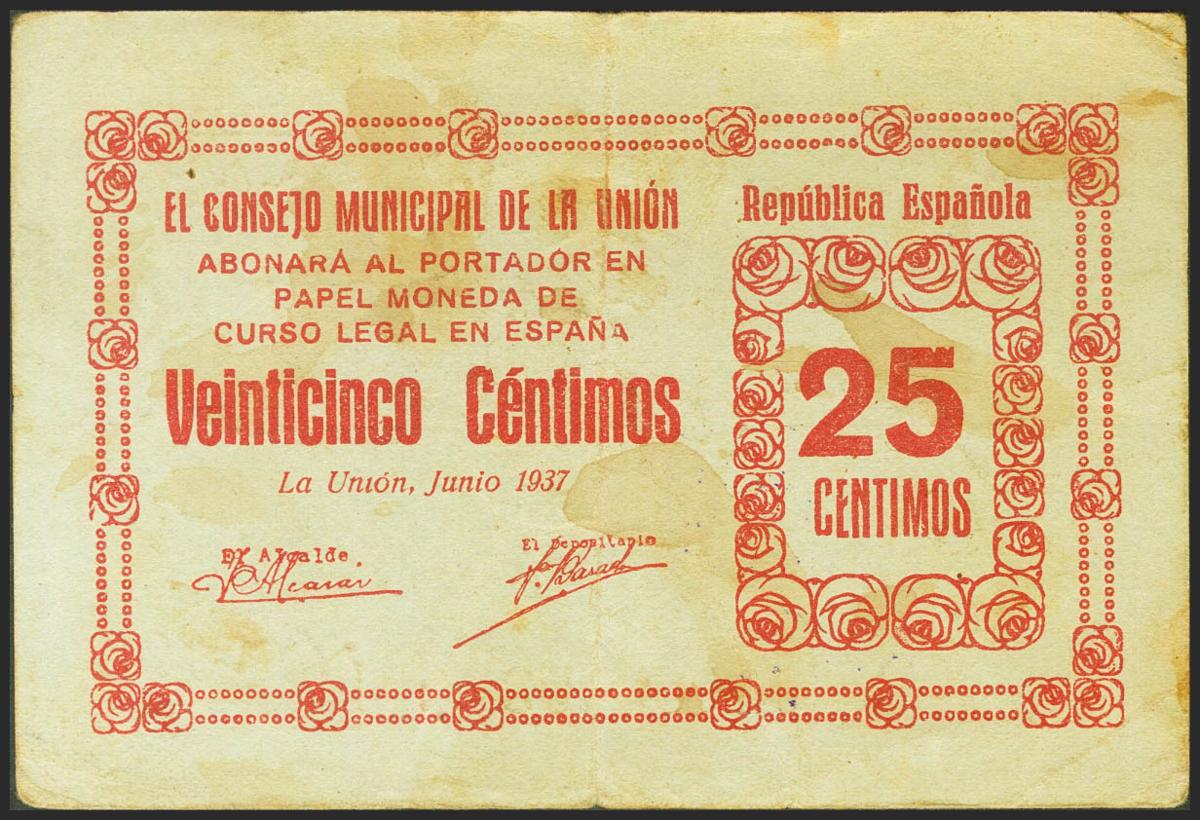 EL CONSEJO MUNICIPAL DE LA UNIÓN
ABONARÁ AL PORTADOR EN
PAPEL MONEDA DE
CURSO LEGAL EN ESPAÑA
Veinticinco Céntimos
La Unión, Junio 1937
El Alcalde
El Depositario
República Española
25
CENTIMOS